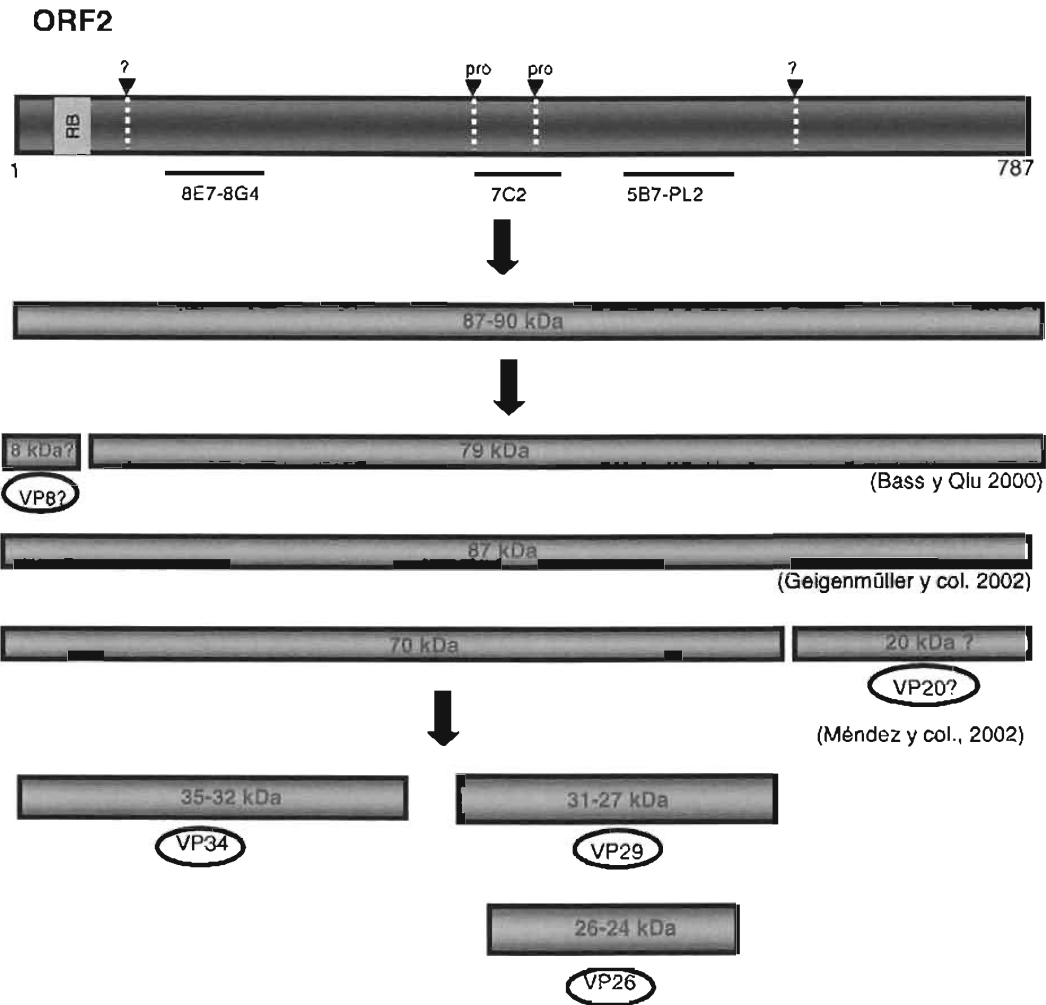 ORF2
? pro pro ?
RB
1 787
8E7-8G4 7C2 5B7-PL2
87-90 kDa
8 kDa? 79 kDa
VP8?
(Bass y Qlu 2000)
87 kDa
(Geigenmüller y col. 2002)
70 kDa 20 kDa ?
VP20?
(Méndez y col., 2002)
35-32 kDa 31-27 kDa
VP34 VP29
26-24 kDa
VP26